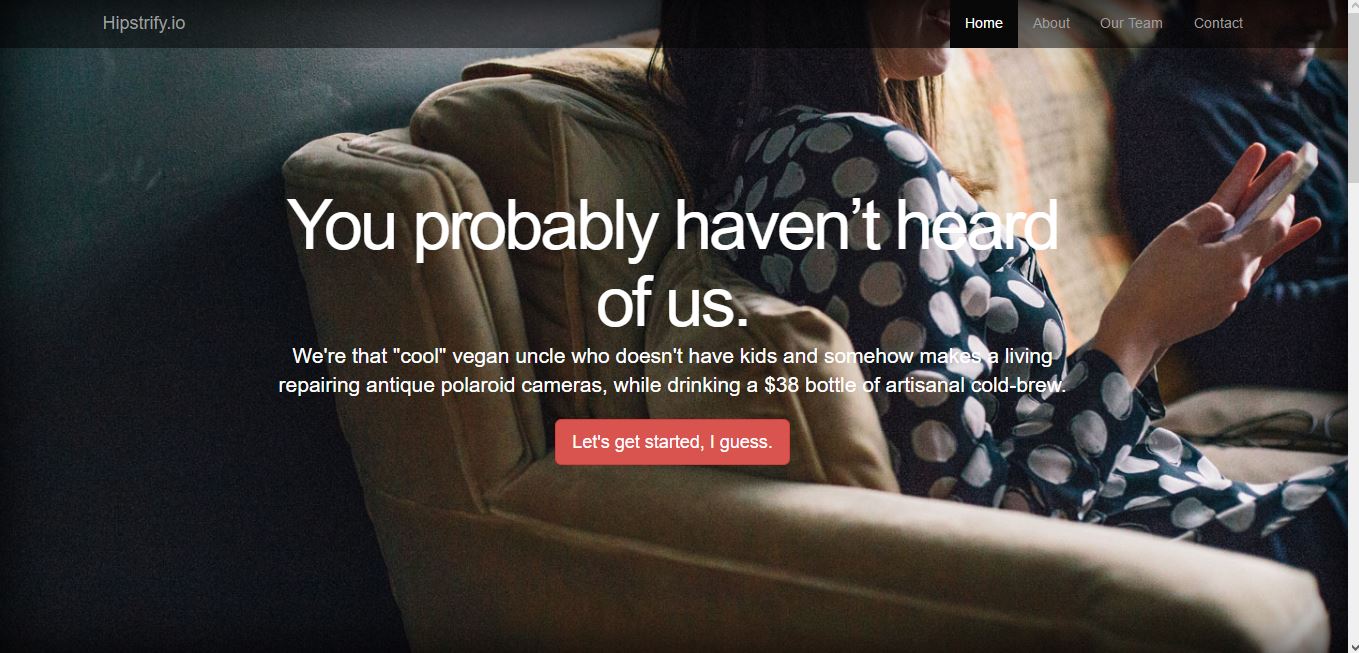 Hipstrify.io
Home About Our Team Contact
You probably haven’t heard
of us.
We're that "cool" vegan uncle who doesn't have kids and somehow makes a living
repairing antique polaroid cameras, while drinking a $38 bottle of artisanal cold-brew.
Let's get started, I guess.